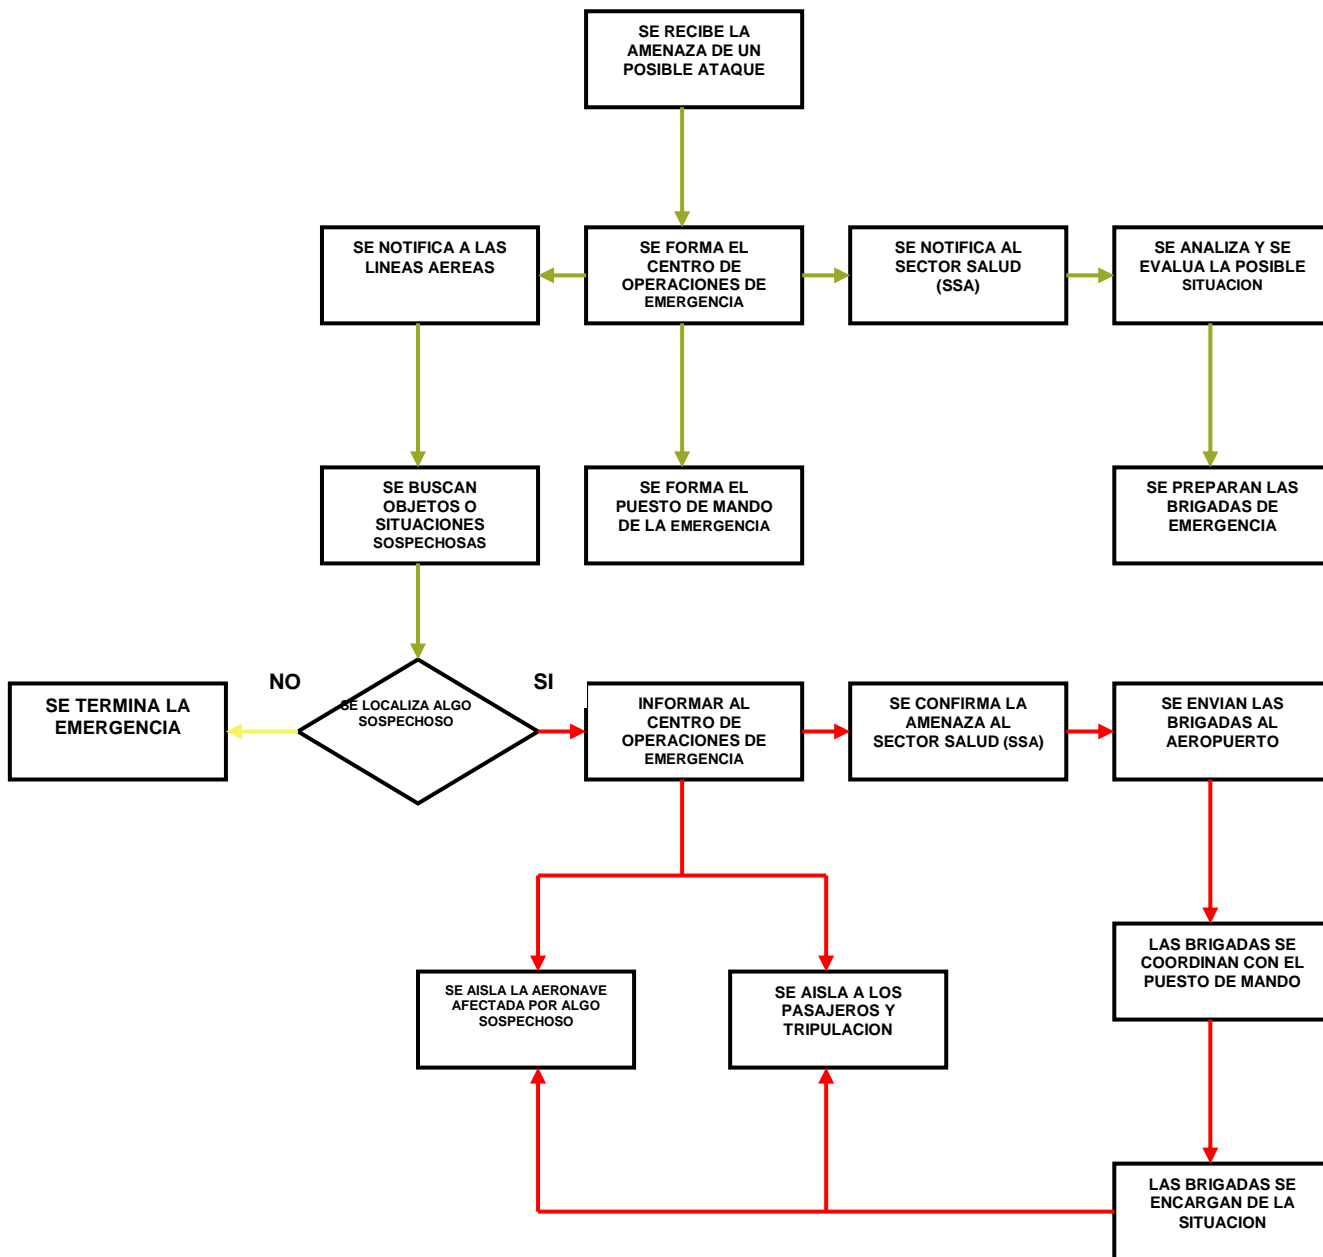 SE RECIBE LA
AMENAZA DE UN
POSIBLE ATAQUE
SE NOTIFICA A LAS
LINEAS AEREAS
SE FORMA EL
CENTRO DE
OPERACIONES DE
EMERGENCIA
SE NOTIFICA AL
SECTOR SALUD
(SSA)
SE ANALIZA Y SE
EVALUA LA POSIBLE
SITUACION
SE BUSCAN
OBJETOS O
SITUACIONES
SOSPECHOSAS
SE FORMA EL
PUESTO DE MANDO
DE LA EMERGENCIA
SE PREPARAN LAS
BRIGADAS DE
EMERGENCIA
SE TERMINA LA
EMERGENCIA
NO
SE LOCALIZA ALGO
SOSPECHOSO
SI
INFORMAR AL
CENTRO DE
OPERACIONES DE
EMERGENCIA
SE CONFIRMA LA
AMENAZA AL
SECTOR SALUD (SSA)
SE ENVIAN LAS
BRIGADAS AL
AEROPUERTO
LAS BRIGADAS SE
COORDINAN CON EL
PUESTO DE MANDO
SE AISLA LA AERONAVE
AFECTADA POR ALGO
SOSPECHOSO
SE AISLA A LOS
PASAJEROS Y
TRIPULACION
LAS BRIGADAS SE
ENCARGAN DE LA
SITUACION